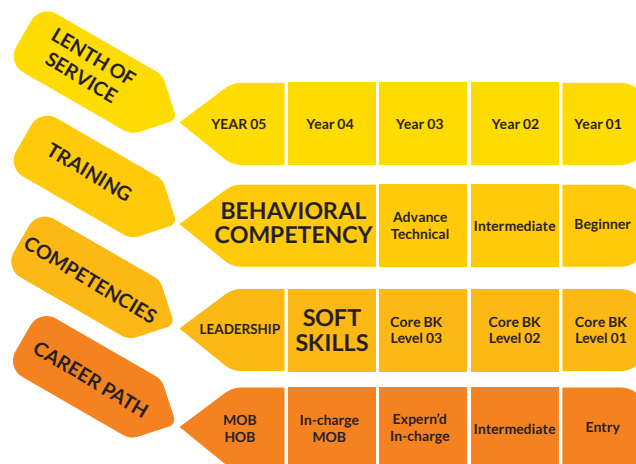 LENTH OF
SERVICE
YEAR 05 Year 04 Year 03 Year 02 Year 01
TRAINING
BEHAVIORAL
COMPETENCY
Advance
Technical
Intermediate
Beginner
COMPETENCIES
LEADERSHIP
SOFT
SKILLS
Core BK
Level 03
Core BK
Level 02
Core BK
Level 01
CAREER PATH
MOB
HOB
In-charge
MOB
Expern'd
In-charge
Intermediate
Entry